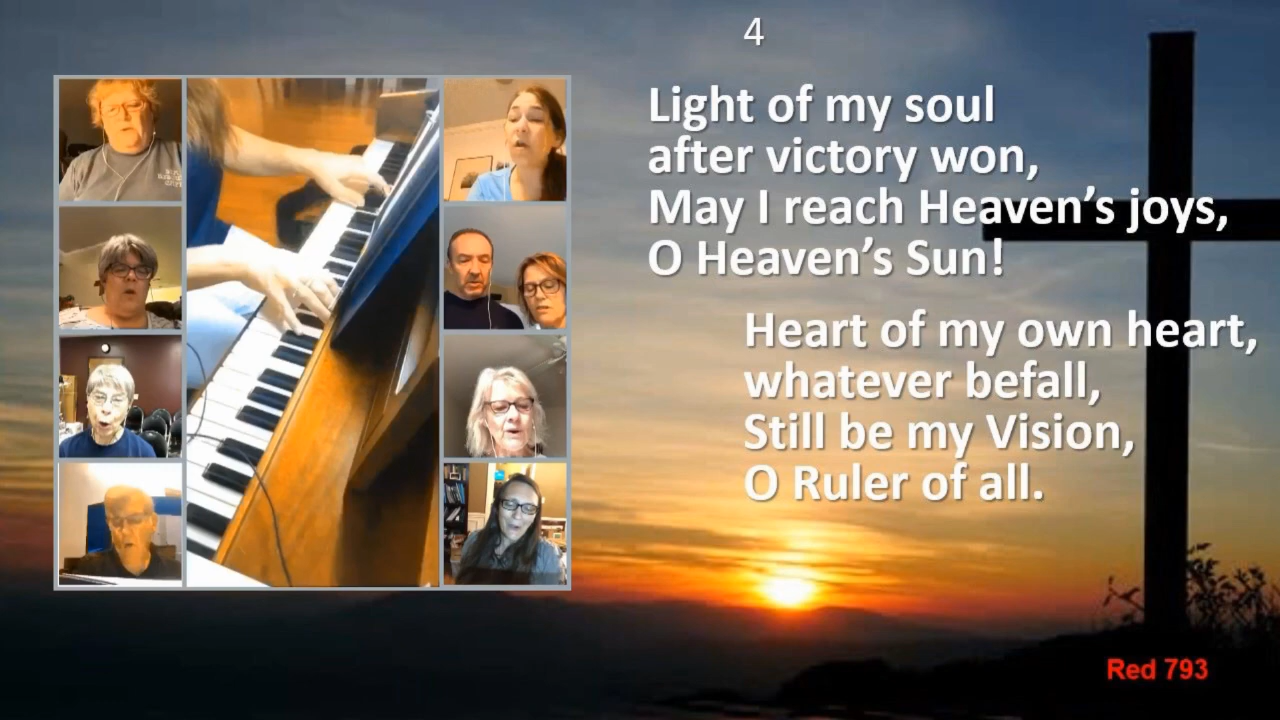 4
Light of my soul
after victory won,
May I reach Heaven’s joys,
O Heaven’s Sun!
Heart of my own heart,
whatever befall,
Still be my Vision,
O Ruler of all.
Red 793